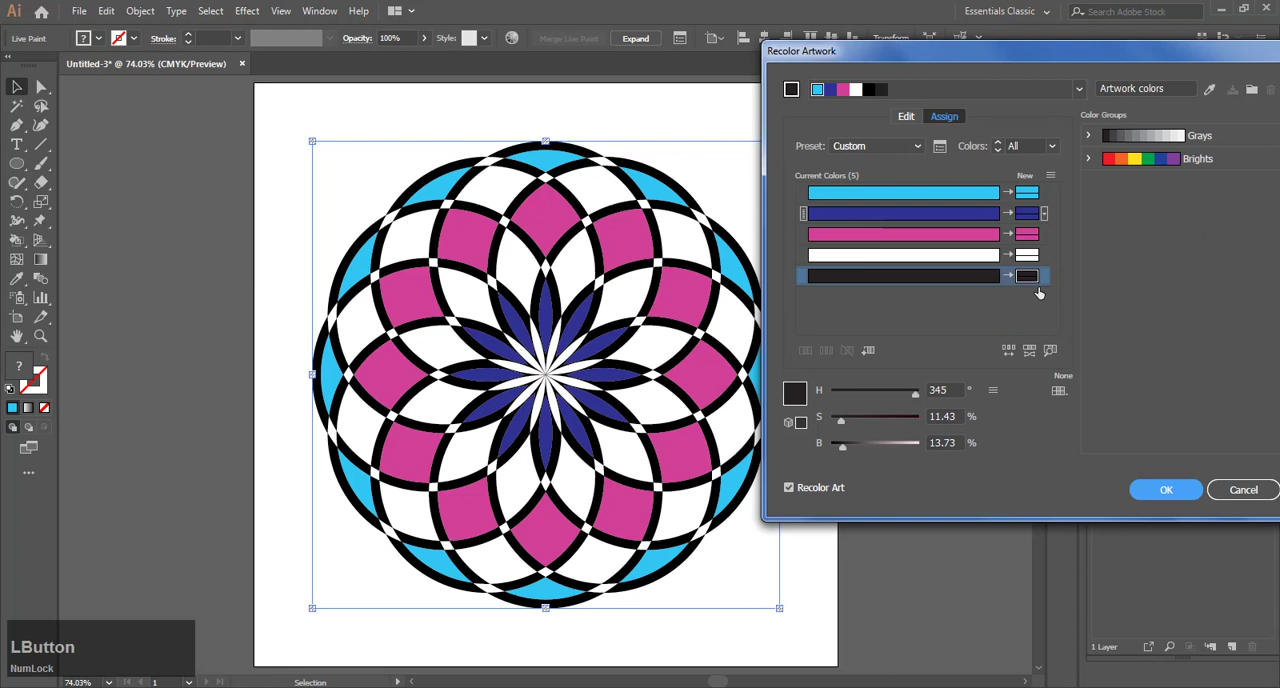 Ai File Edit Object Type Select Effect View Window Help Essentials Classic Search Adobe Stock
Live Paint ? Stroke: Opacity: 100% Style: Make Live Paint Expand Transform
Untitled-3* @ 74.03% (CMYK/Preview) ×
Recolor Artwork
Artwork colors
Edit Assign
Color Groups
Grays
Brights
Preset: Custom Colors: All
Current Colors (5) New
None
H 345 °
S 11.43 %
B 13.73 %
Recolor Art
OK Cancel
T
?
LButton
NumLock
1 Layer
74.03% 1 Selection